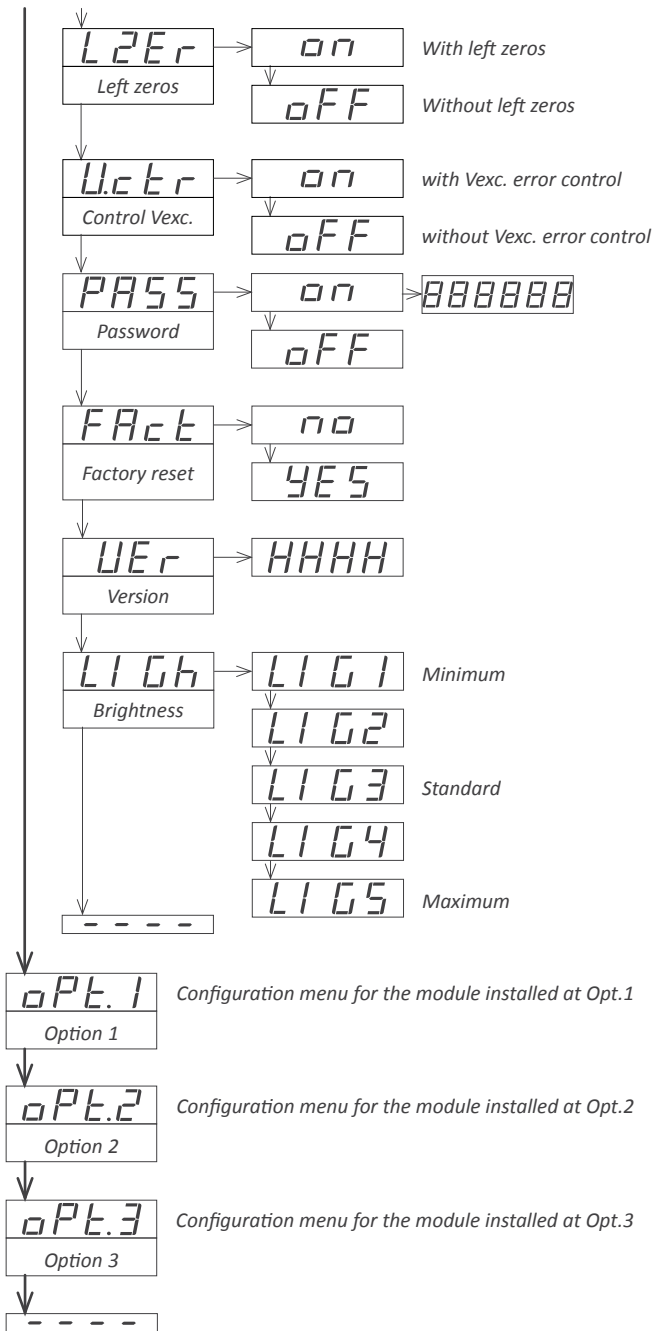 LZEr on With left zeros
Left zeros
oFF Without left zeros
U.ctr on with Vexc. error control
Control Vexc.
oFF without Vexc. error control
PASS on 888888
Password
oFF
FAct no
Factory reset
YES
VEr HHHH
Version
LIGh LIG1 Minimum
Brightness
LIG2
LIG3 Standard
LIG4
LIG5 Maximum
----
oPt.1 Configuration menu for the module installed at Opt.1
Option 1
oPt.2 Configuration menu for the module installed at Opt.2
Option 2
oPt.3 Configuration menu for the module installed at Opt.3
Option 3
----